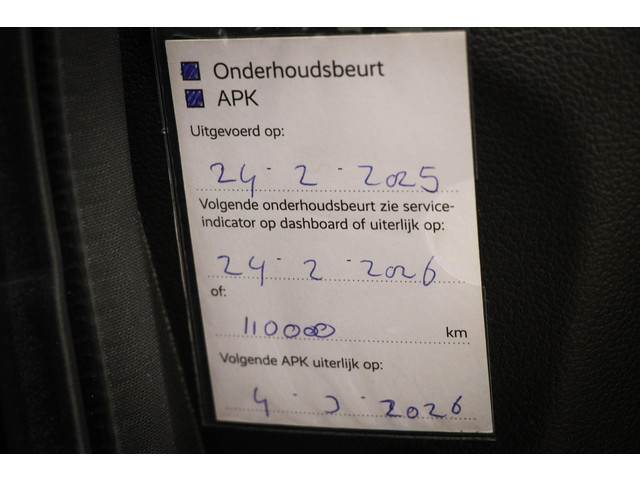 Onderhoudsbeurt
APK
Uitgevoerd op:
24 - 2 - 2025
Volgende onderhoudsbeurt zie service-
indicator op dashboard of uiterlijk op:
24 - 2 - 2026
of:
110000 km
Volgende APK uiterlijk op:
4 - 3 - 2026